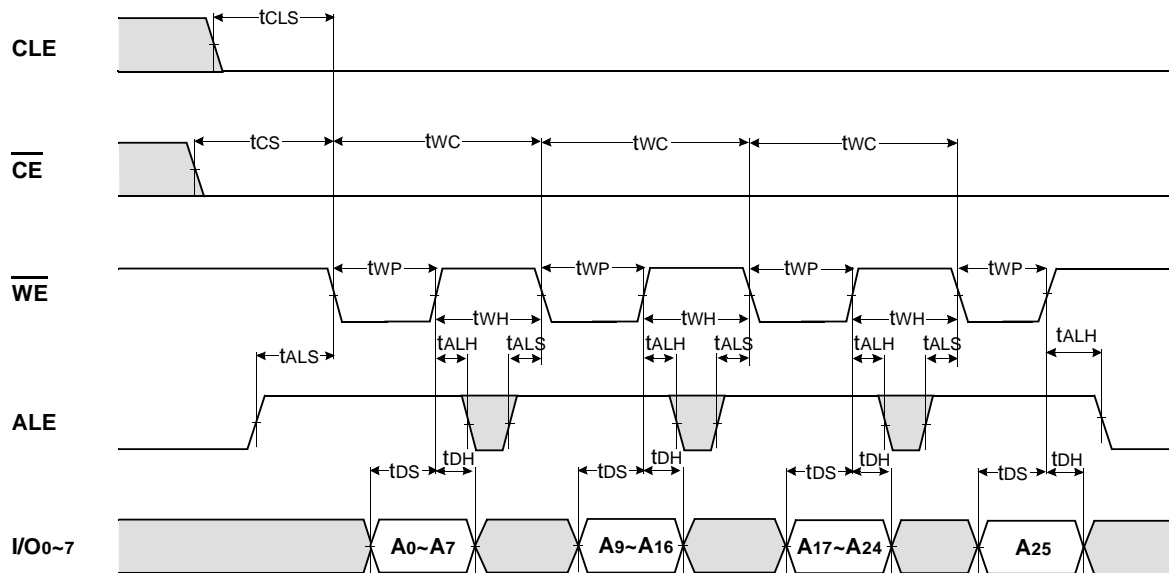 CLE
tCLS
CE
tCS tWC tWC tWC
WE
tWP tWP tWP tWP
tWH tWH tWH
tALS tALH tALS tALH tALS tALH tALS tALH
ALE
tDS tDH tDS tDH tDS tDH tDS tDH
I/O0~7 A0~A7 A9~A16 A17~A24 A25